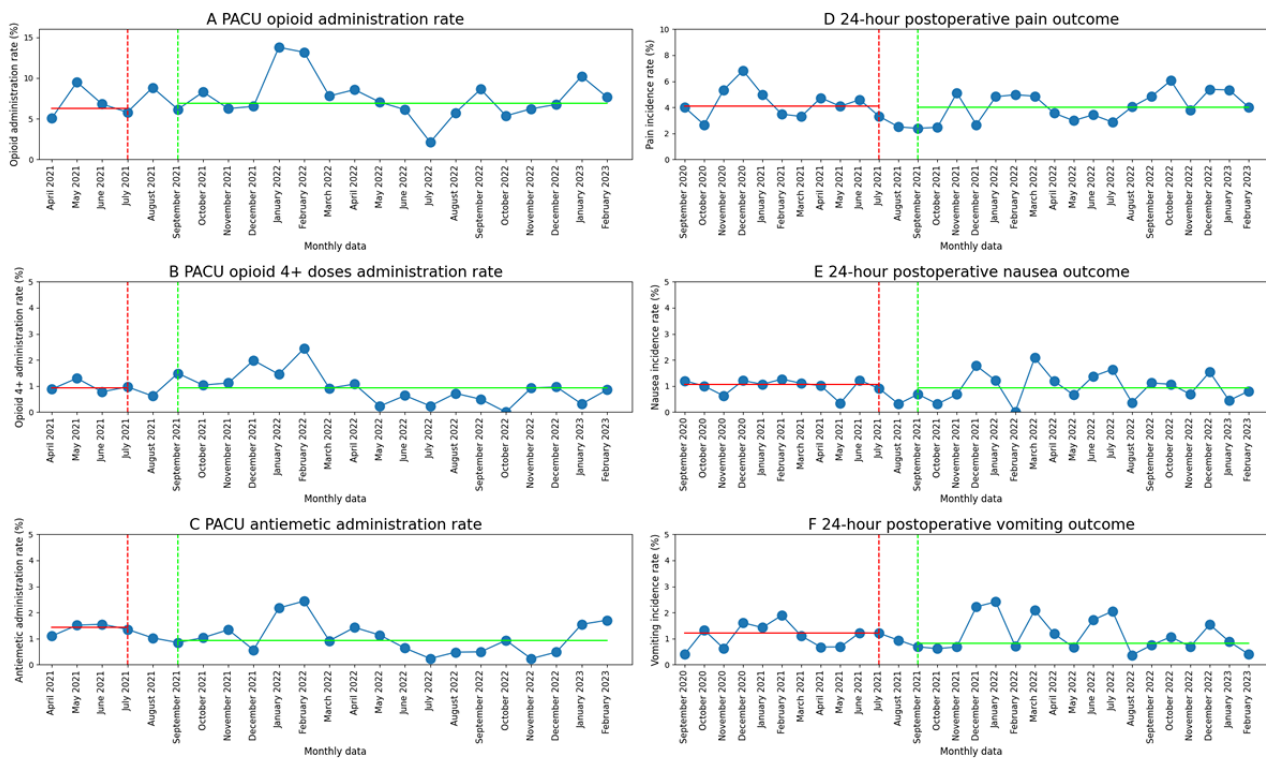 A PACU opioid administration rate
Opioid administration rate (%)
15
10
5
0
April 2021
May 2021
June 2021
July 2021
August 2021
September 2021
October 2021
November 2021
December 2021
January 2022
February 2022
March 2022
April 2022
May 2022
June 2022
July 2022
August 2022
September 2022
October 2022
November 2022
December 2022
January 2023
February 2023
Monthly data
B PACU opioid 4+ doses administration rate
Opioid 4+ administration rate (%)
5
4
3
2
1
0
April 2021
May 2021
June 2021
July 2021
August 2021
September 2021
October 2021
November 2021
December 2021
January 2022
February 2022
March 2022
April 2022
May 2022
June 2022
July 2022
August 2022
September 2022
October 2022
November 2022
December 2022
January 2023
February 2023
Monthly data
C PACU antiemetic administration rate
Antiemetic administration rate (%)
5
4
3
2
1
0
April 2021
May 2021
June 2021
July 2021
August 2021
September 2021
October 2021
November 2021
December 2021
January 2022
February 2022
March 2022
April 2022
May 2022
June 2022
July 2022
August 2022
September 2022
October 2022
November 2022
December 2022
January 2023
February 2023
Monthly data
D 24-hour postoperative pain outcome
Pain incidence rate (%)
10
8
6
4
2
0
September 2020
October 2020
November 2020
December 2020
January 2021
February 2021
March 2021
April 2021
May 2021
June 2021
July 2021
August 2021
September 2021
October 2021
November 2021
December 2021
January 2022
February 2022
March 2022
April 2022
May 2022
June 2022
July 2022
August 2022
September 2022
October 2022
November 2022
December 2022
January 2023
February 2023
Monthly data
E 24-hour postoperative nausea outcome
Nausea incidence rate (%)
5
4
3
2
1
0
September 2020
October 2020
November 2020
December 2020
January 2021
February 2021
March 2021
April 2021
May 2021
June 2021
July 2021
August 2021
September 2021
October 2021
November 2021
December 2021
January 2022
February 2022
March 2022
April 2022
May 2022
June 2022
July 2022
August 2022
September 2022
October 2022
November 2022
December 2022
January 2023
February 2023
Monthly data
F 24-hour postoperative vomiting outcome
Vomiting incidence rate (%)
5
4
3
2
1
0
September 2020
October 2020
November 2020
December 2020
January 2021
February 2021
March 2021
April 2021
May 2021
June 2021
July 2021
August 2021
September 2021
October 2021
November 2021
December 2021
January 2022
February 2022
March 2022
April 2022
May 2022
June 2022
July 2022
August 2022
September 2022
October 2022
November 2022
December 2022
January 2023
February 2023
Monthly data